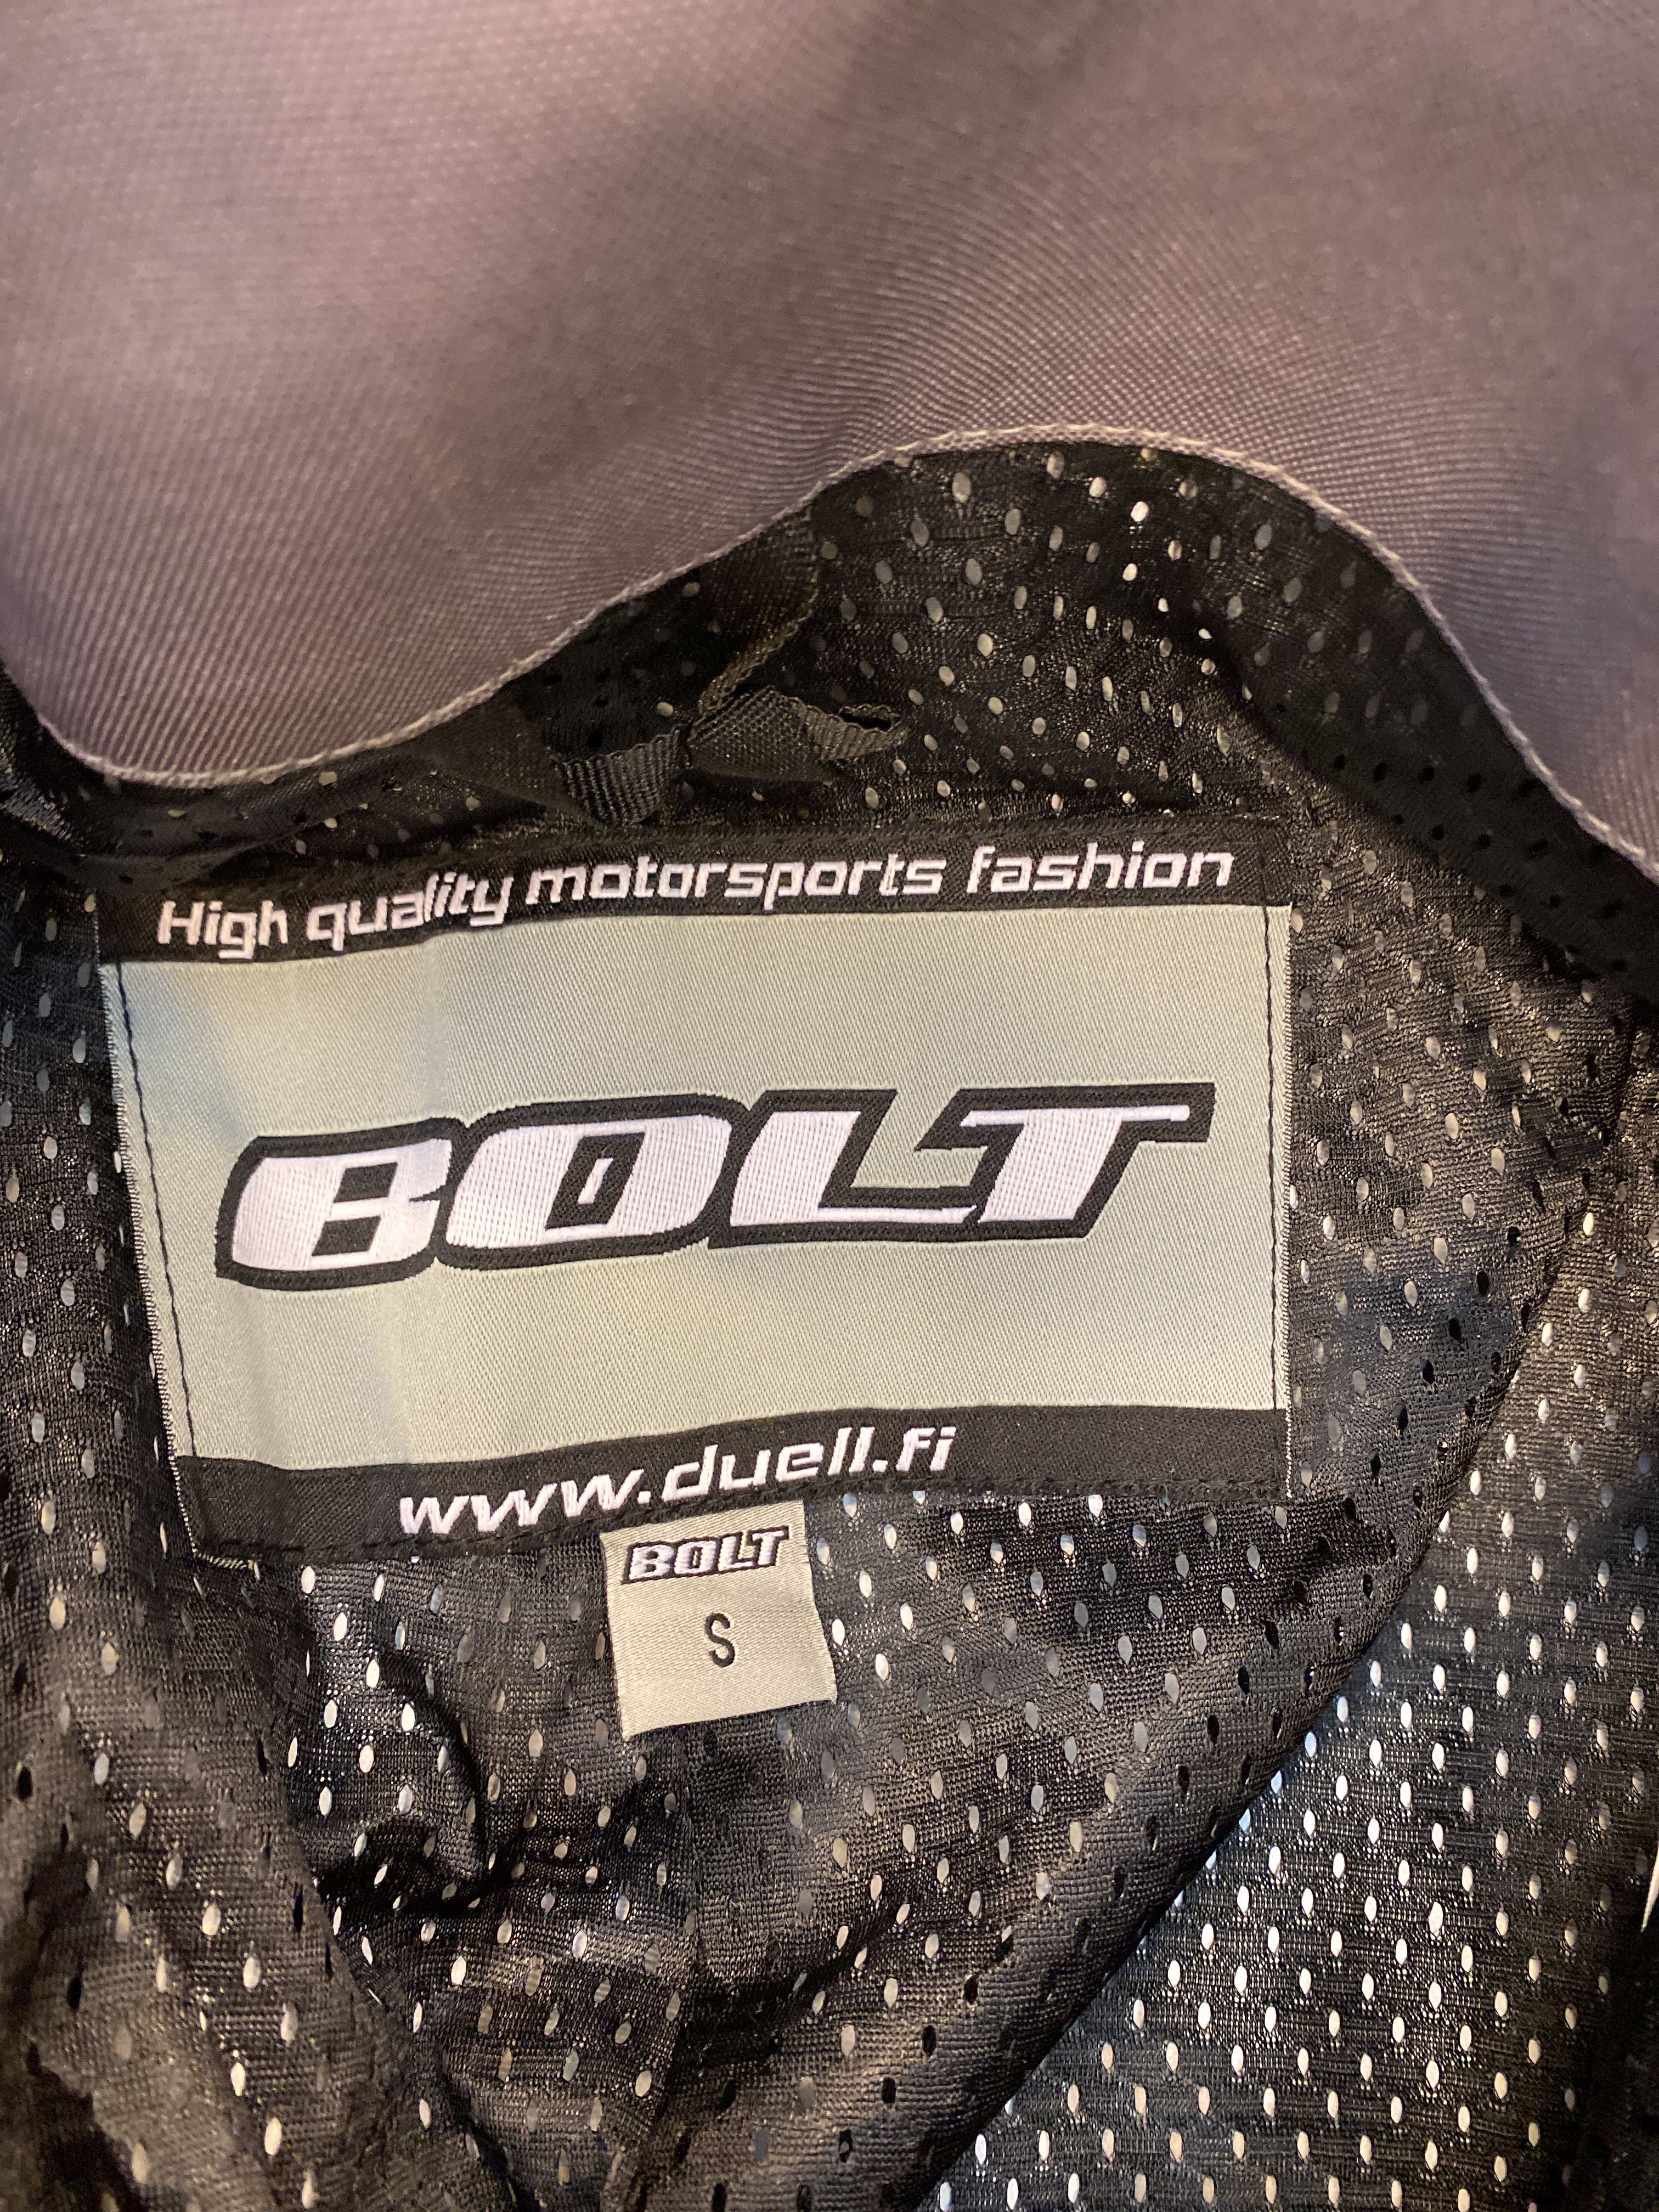 High quality motorsports fashion
BOLT
www.duell.fi
BOLT
S